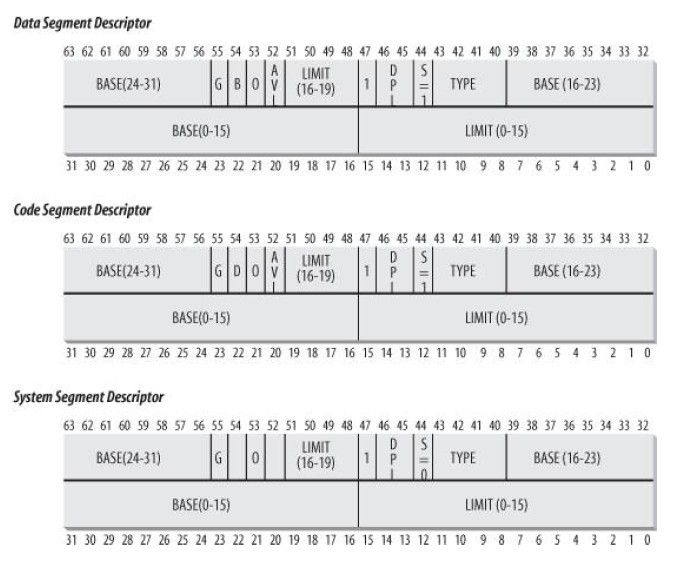 Data Segment Descriptor
63 62 61 60 59 58 57 56 55 54 53 52 51 50 49 48 47 46 45 44 43 42 41 40 39 38 37 36 35 34 33 32
BASE(24-31) G B 0 AVL LIMIT (16-19) 1 DPL S=1 TYPE BASE (16-23)
BASE(0-15) LIMIT (0-15)
31 30 29 28 27 26 25 24 23 22 21 20 19 18 17 16 15 14 13 12 11 10 9 8 7 6 5 4 3 2 1 0
Code Segment Descriptor
63 62 61 60 59 58 57 56 55 54 53 52 51 50 49 48 47 46 45 44 43 42 41 40 39 38 37 36 35 34 33 32
BASE(24-31) G D 0 AVL LIMIT (16-19) 1 DPL S=1 TYPE BASE (16-23)
BASE(0-15) LIMIT (0-15)
31 30 29 28 27 26 25 24 23 22 21 20 19 18 17 16 15 14 13 12 11 10 9 8 7 6 5 4 3 2 1 0
System Segment Descriptor
63 62 61 60 59 58 57 56 55 54 53 52 51 50 49 48 47 46 45 44 43 42 41 40 39 38 37 36 35 34 33 32
BASE(24-31) G 0 LIMIT (16-19) 1 DPL S=0 TYPE BASE (16-23)
BASE(0-15) LIMIT (0-15)
31 30 29 28 27 26 25 24 23 22 21 20 19 18 17 16 15 14 13 12 11 10 9 8 7 6 5 4 3 2 1 0